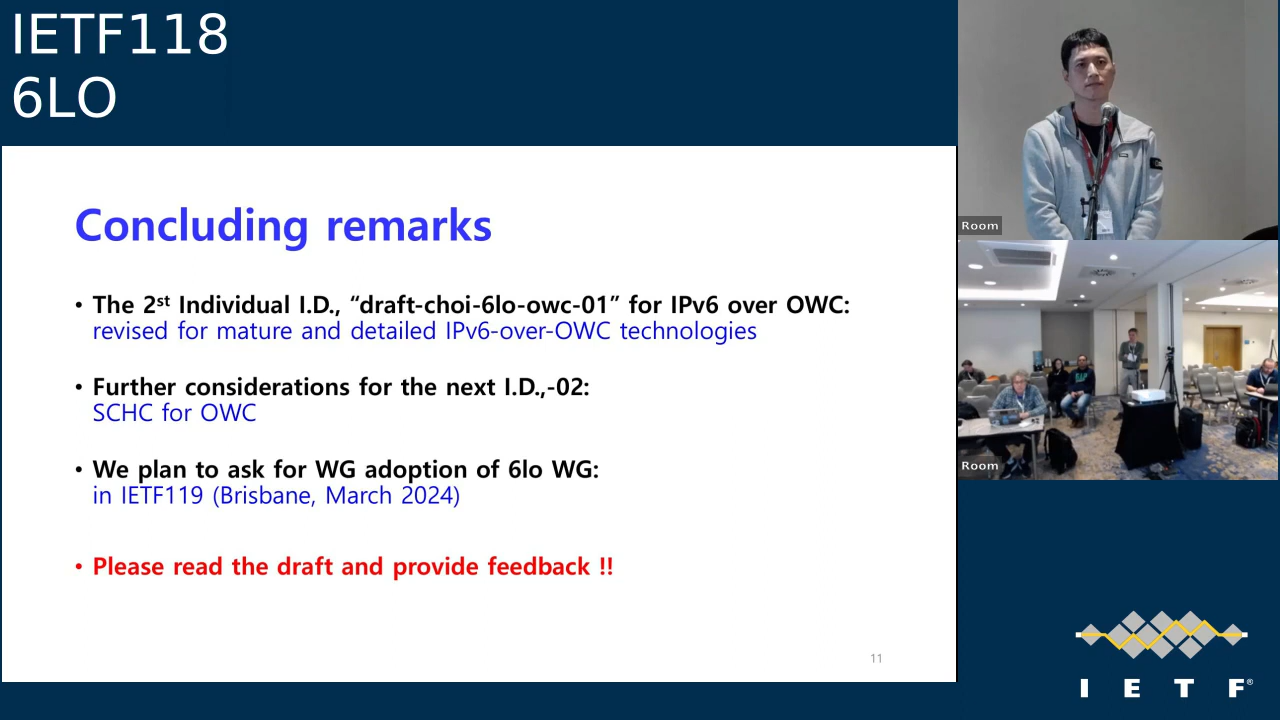 IETF118
6LO
Concluding remarks
• The 2st Individual I.D., “draft-choi-6lo-owc-01” for IPv6 over OWC:
revised for mature and detailed IPv6-over-OWC technologies
• Further considerations for the next I.D.,-02:
SCHC for OWC
• We plan to ask for WG adoption of 6lo WG:
in IETF119 (Brisbane, March 2024)
• Please read the draft and provide feedback !!
11
Room
Room
I E T F®